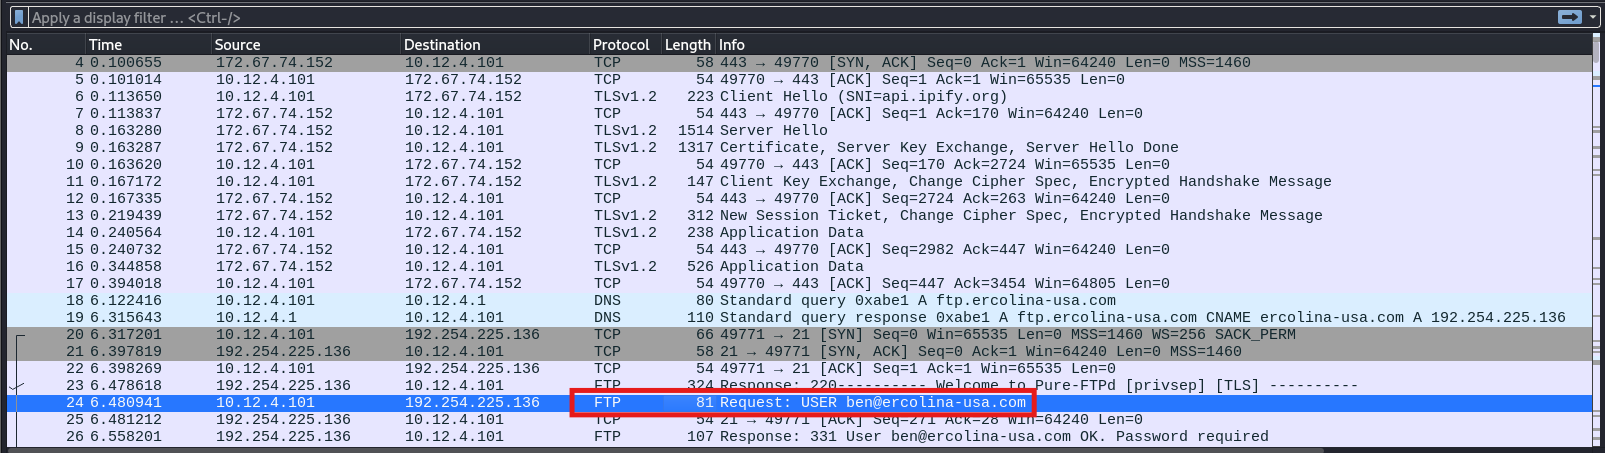 Apply a display filter … <Ctrl-/>
No. Time Source Destination Protocol Length Info
4 0.100655 172.67.74.152 10.12.4.101 TCP 58 443 → 49770 [SYN, ACK] Seq=0 Ack=1 Win=64240 Len=0 MSS=1460
5 0.101014 10.12.4.101 172.67.74.152 TCP 54 49770 → 443 [ACK] Seq=1 Ack=1 Win=65535 Len=0
6 0.113650 10.12.4.101 172.67.74.152 TLSv1.2 223 Client Hello (SNI=api.ipify.org)
7 0.113837 172.67.74.152 10.12.4.101 TCP 54 443 → 49770 [ACK] Seq=1 Ack=170 Win=64240 Len=0
8 0.163280 172.67.74.152 10.12.4.101 TLSv1.2 1514 Server Hello
9 0.163287 172.67.74.152 10.12.4.101 TLSv1.2 1317 Certificate, Server Key Exchange, Server Hello Done
10 0.163620 10.12.4.101 172.67.74.152 TCP 54 49770 → 443 [ACK] Seq=170 Ack=2724 Win=65535 Len=0
11 0.167172 10.12.4.101 172.67.74.152 TLSv1.2 147 Client Key Exchange, Change Cipher Spec, Encrypted Handshake Message
12 0.167335 172.67.74.152 10.12.4.101 TCP 54 443 → 49770 [ACK] Seq=2724 Ack=263 Win=64240 Len=0
13 0.219439 172.67.74.152 10.12.4.101 TLSv1.2 312 New Session Ticket, Change Cipher Spec, Encrypted Handshake Message
14 0.240564 10.12.4.101 172.67.74.152 TLSv1.2 238 Application Data
15 0.240732 172.67.74.152 10.12.4.101 TCP 54 443 → 49770 [ACK] Seq=2982 Ack=447 Win=64240 Len=0
16 0.344858 172.67.74.152 10.12.4.101 TLSv1.2 526 Application Data
17 0.394018 10.12.4.101 172.67.74.152 TCP 54 49770 → 443 [ACK] Seq=447 Ack=3454 Win=64805 Len=0
18 6.122416 10.12.4.101 10.12.4.1 DNS 80 Standard query 0xabe1 A ftp.ercolina-usa.com
19 6.315643 10.12.4.1 10.12.4.101 DNS 110 Standard query response 0xabe1 A ftp.ercolina-usa.com CNAME ercolina-usa.com A 192.254.225.136
20 6.317201 10.12.4.101 192.254.225.136 TCP 66 49771 → 21 [SYN] Seq=0 Win=65535 Len=0 MSS=1460 WS=256 SACK_PERM
21 6.397819 192.254.225.136 10.12.4.101 TCP 58 21 → 49771 [SYN, ACK] Seq=0 Ack=1 Win=64240 Len=0 MSS=1460
22 6.398269 10.12.4.101 192.254.225.136 TCP 54 49771 → 21 [ACK] Seq=1 Ack=1 Win=65535 Len=0
23 6.478618 192.254.225.136 10.12.4.101 FTP 324 Response: 220---------- Welcome to Pure-FTPd [privsep] [TLS] ----------
24 6.480941 10.12.4.101 192.254.225.136 FTP 81 Request: USER ben@ercolina-usa.com
25 6.481212 192.254.225.136 10.12.4.101 TCP 54 21 → 49771 [ACK] Seq=271 Ack=28 Win=64240 Len=0
26 6.558201 192.254.225.136 10.12.4.101 FTP 107 Response: 331 User ben@ercolina-usa.com OK. Password required